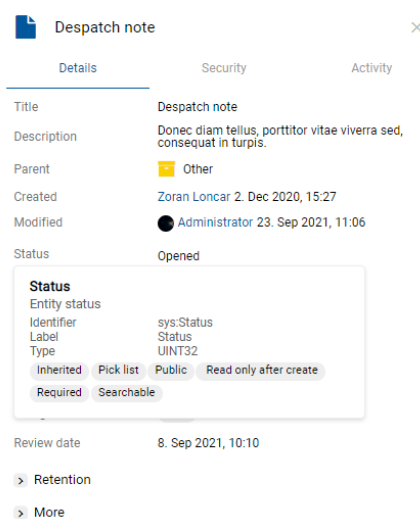 Despatch note
Details Security Activity
Title Despatch note
Description Donec diam tellus, porttitor vitae viverra sed,
consequat in turpis.
Parent Other
Created Zoran Loncar 2. Dec 2020, 15:27
Modified Administrator 23. Sep 2021, 11:06
Status Opened
Status
Entity status
Identifier sys:Status
Label Status
Type UINT32
Inherited Pick list Public Read only after create
Required Searchable
Review date 8. Sep 2021, 10:10
Retention
More